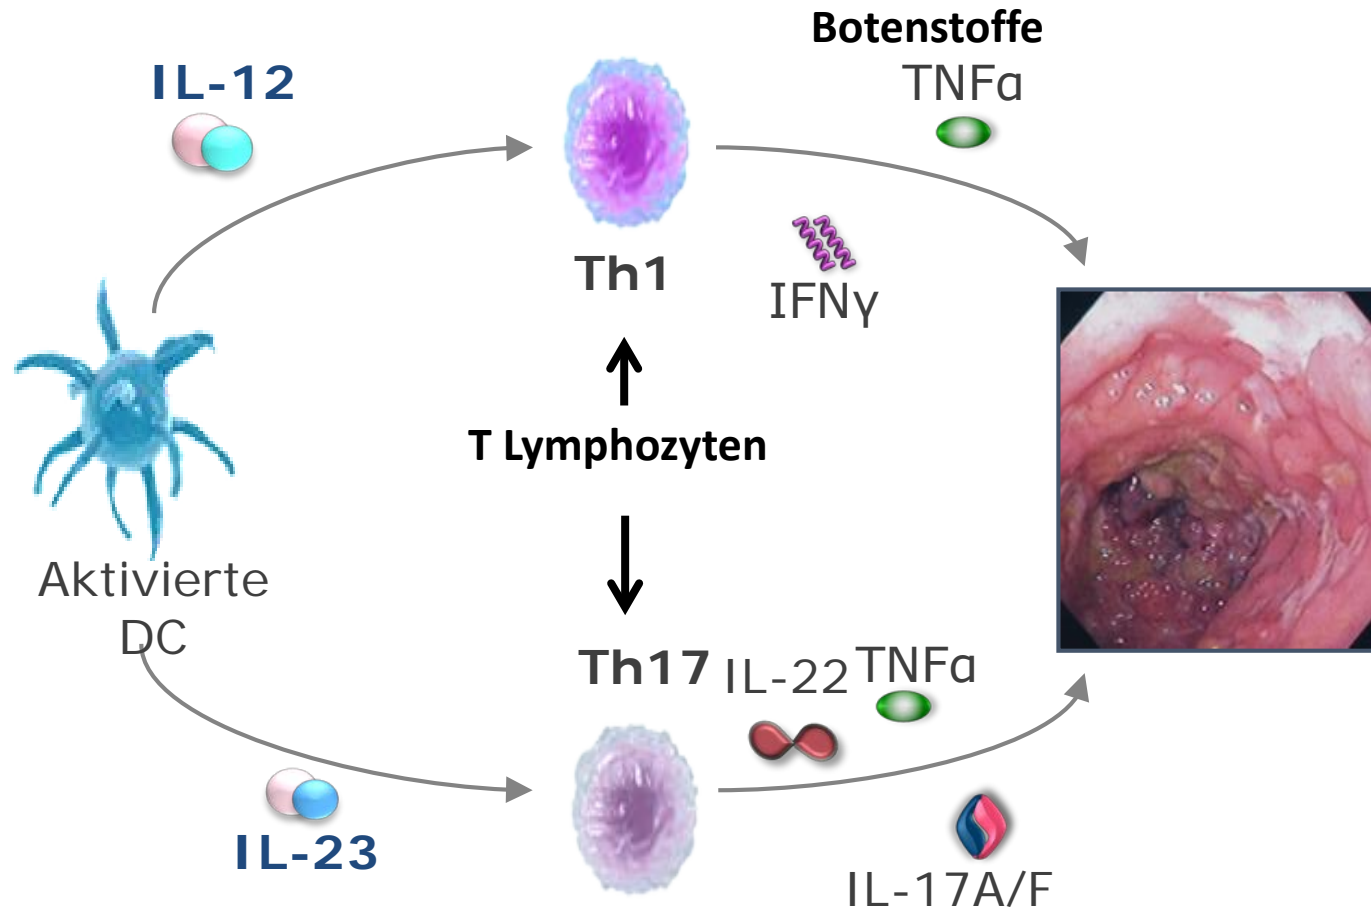 Botenstoffe
IL-12
TNFα
Th1
IFNγ
T Lymphozyten
Aktivierte
DC
Th17
IL-22
TNFα
IL-23
IL-17A/F